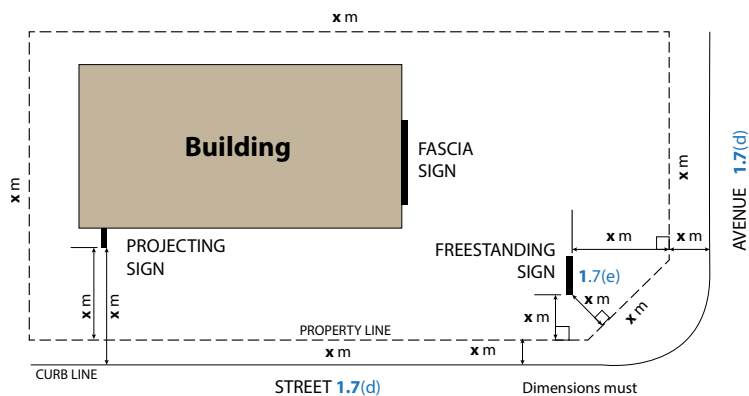 x m
Building
FASCIA
SIGN
AVENUE 1.7(d)
x m
x m
PROJECTING
SIGN
FREESTANDING
SIGN
x m
x m
1.7(e)
x m
x m
x m
x m
x m
PROPERTY LINE
x m
x m
CURB LINE
STREET 1.7(d)
Dimensions must